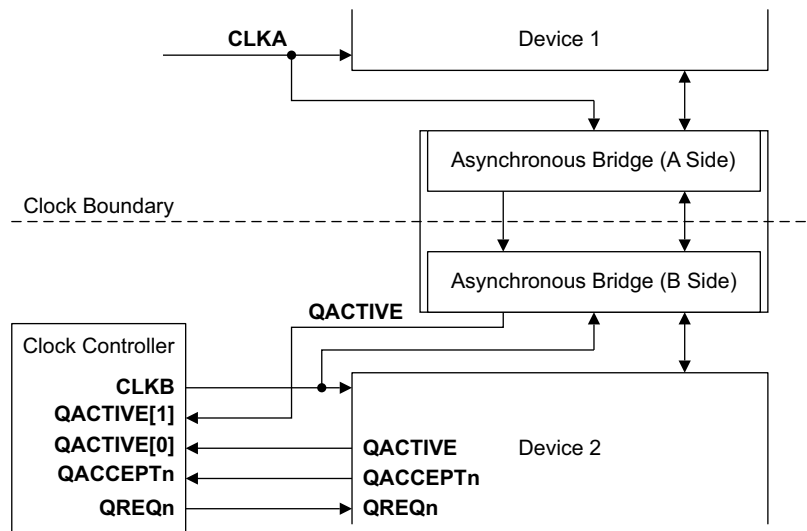 CLKA
Device 1
Asynchronous Bridge (A Side)
Clock Boundary
Asynchronous Bridge (B Side)
QACTIVE
Clock Controller
CLKB
QACTIVE[1]
QACTIVE[0]
QACCEPTn
QREQn
QACTIVE
QACCEPTn
QREQn
Device 2